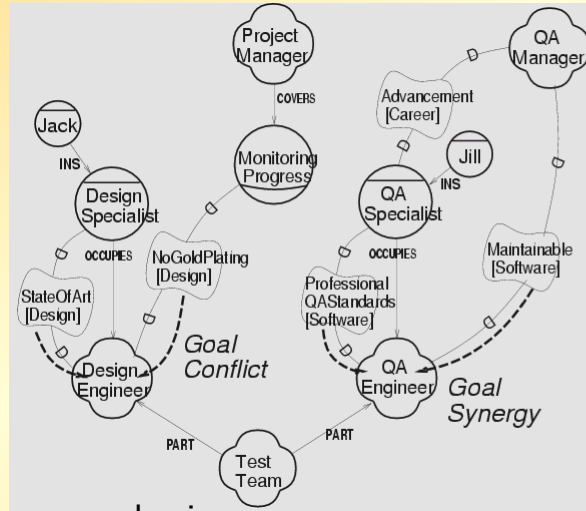 Project
Manager
QA
Manager
COVERS
Advancement
[Career]
Jack
INS
Monitoring
Progress
Jill
INS
Design
Specialist
QA
Specialist
OCCUPIES
NoGoldPlating
[Design]
OCCUPIES
Maintainable
[Software]
StateOfArt
[Design]
Professional
QAStandards
[Software]
D
D
D
D
D
D
D
D
D
D
Goal
Conflict
Design
Engineer
QA
Engineer
Goal
Synergy
PART
PART
Test
Team